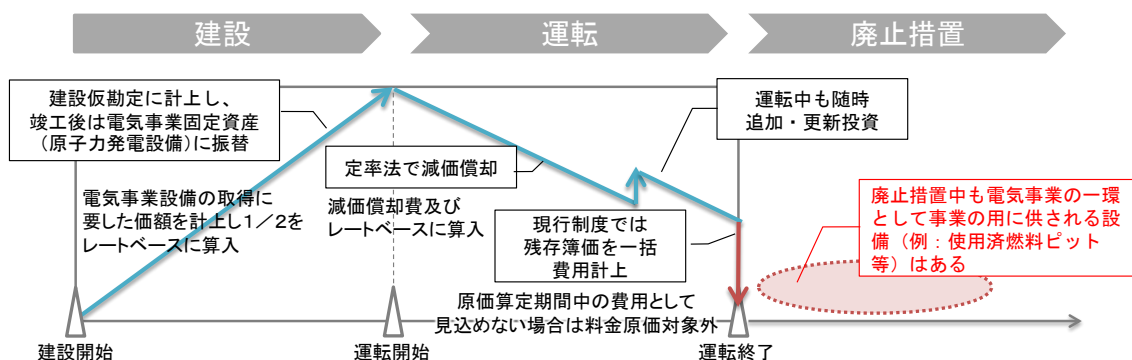 建設
運転
廃止措置
建設仮勘定に計上し、
竣工後は電気事業固定資産
（原子力発電設備）に振替
運転中も随時
追加・更新投資
定率法で減価償却
電気事業設備の取得に
要した価額を計上し１／２を
レートベースに算入
減価償却費及び
レートベースに算入
現行制度では
残存簿価を一括
費用計上
廃止措置中も電気事業の一環
として事業の用に供される設
備（例：使用済燃料ピット
等）はある
原価算定期間中の費用として
見込めない場合は料金原価対象外
建設開始
運転開始
運転終了